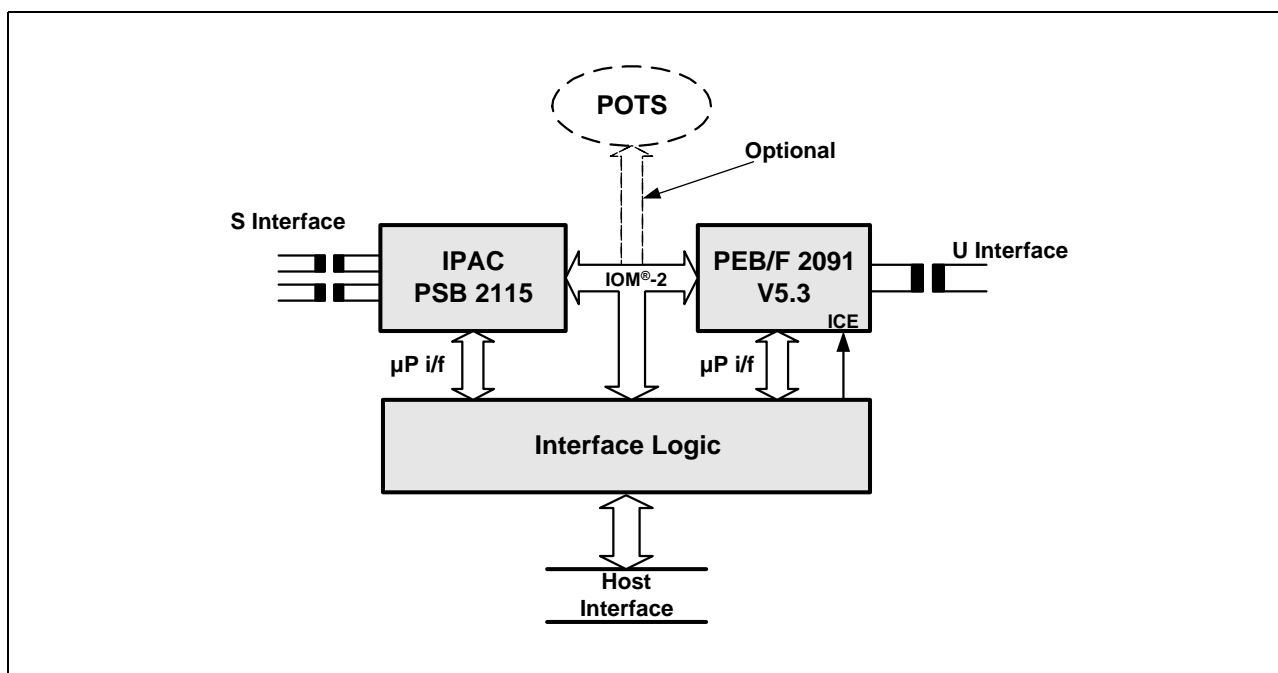 POTS
Optional
S Interface
IPAC
PSB 2115
IOM®-2
PEB/F 2091
V5.3
ICE
U Interface
µP i/f
µP i/f
Interface Logic
Host
Interface